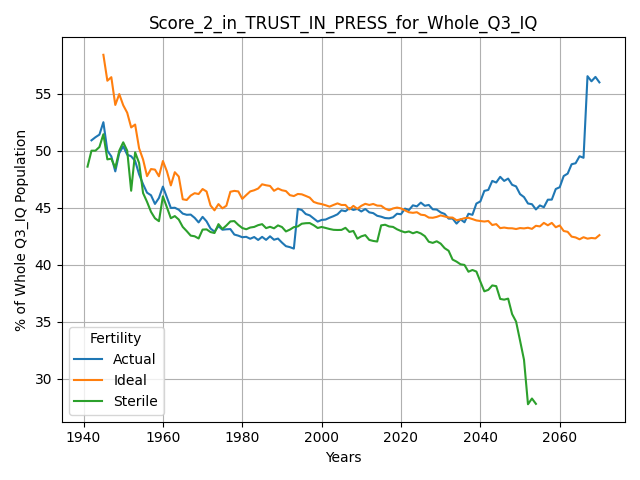 Score_2_in_TRUST_IN_PRESS_for_Whole_Q3_IQ
% of Whole Q3_IQ Population
55
50
45
40
35
30
Fertility
Actual
Ideal
Sterile
1940 1960 1980 2000 2020 2040 2060
Years